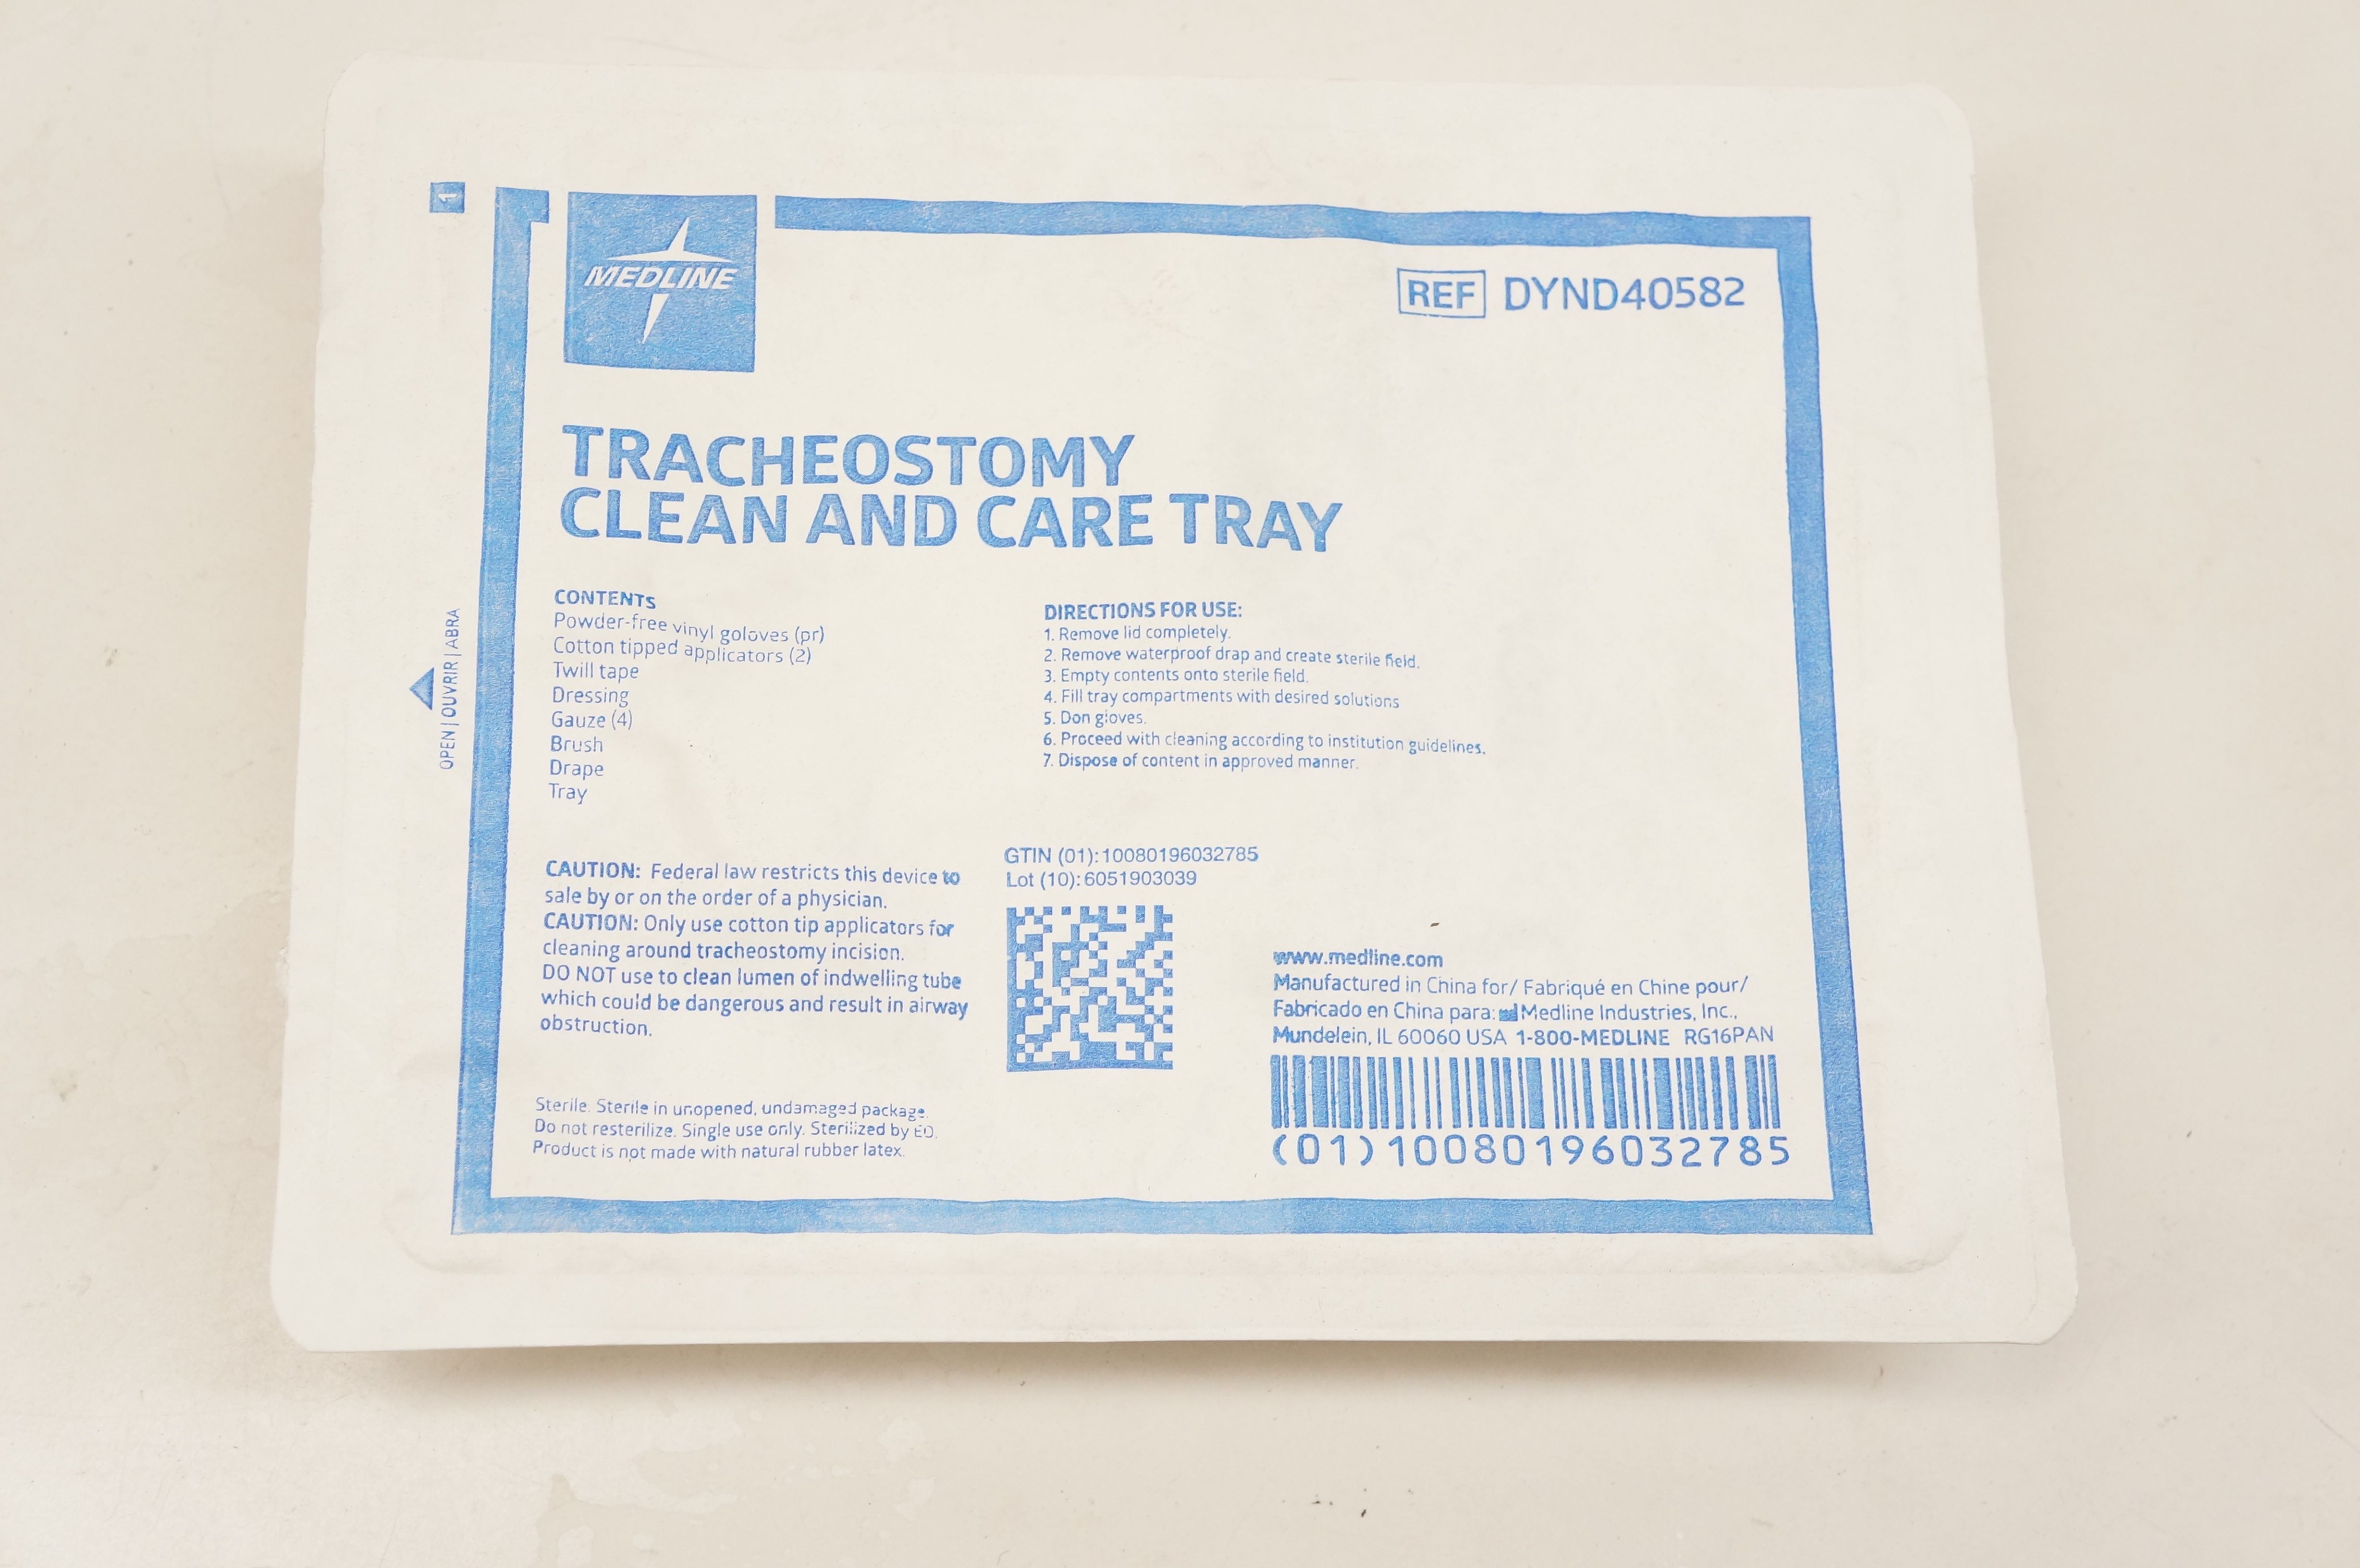 1
MEDLINE
REF DYND40582
TRACHEOSTOMY
CLEAN AND CARE TRAY
OPEN | OUVRIR | ABRA
CONTENTS
Powder-free vinyl goloves (pr)
Cotton tipped applicators (2)
Twill tape
Dressing
Gauze (4)
Brush
Drape
Tray
DIRECTIONS FOR USE:
1. Remove lid completely.
2. Remove waterproof drap and create sterile field.
3. Empty contents onto sterile field.
4. Fill tray compartments with desired solutions
5. Don gloves.
6. Proceed with cleaning according to institution guidelines.
7. Dispose of content in approved manner.
CAUTION: Federal law restricts this device to
sale by or on the order of a physician.
CAUTION: Only use cotton tip applicators for
cleaning around tracheostomy incision.
DO NOT use to clean lumen of indwelling tube
which could be dangerous and result in airway
obstruction.
Sterile. Sterile in unopened, undamaged package.
Do not resterilize. Single use only. Sterilized by EO.
Product is not made with natural rubber latex.
GTIN (01):10080196032785
Lot (10):6051903039
www.medline.com
Manufactured in China for/ Fabriqué en Chine pour/
Fabricado en China para: Medline Industries, Inc.,
Mundelein, IL 60060 USA 1-800-MEDLINE RG16PAN
(01)10080196032785